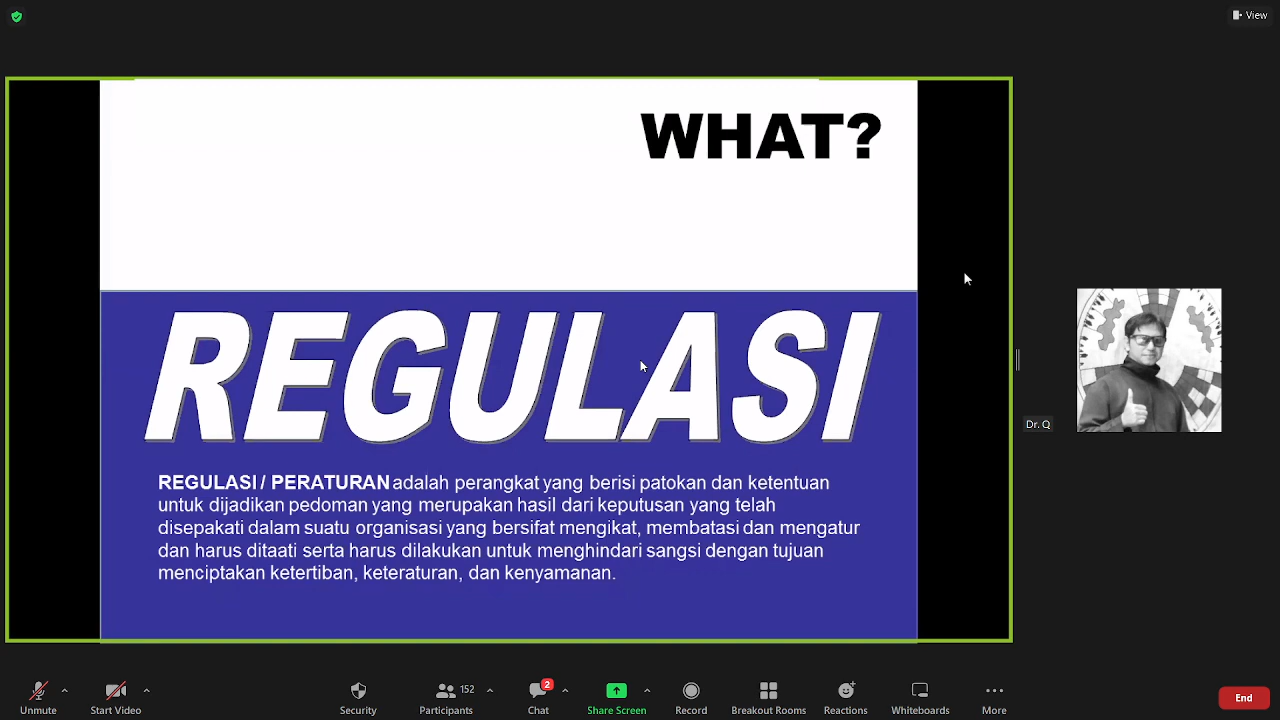 View
WHAT?
REGULASI
REGULASI / PERATURAN adalah perangkat yang berisi patokan dan ketentuan
untuk dijadikan pedoman yang merupakan hasil dari keputusan yang telah
disepakati dalam suatu organisasi yang bersifat mengikat, membatasi dan mengatur
dan harus ditaati serta harus dilakukan untuk menghindari sangsi dengan tujuan
menciptakan ketertiban, keteraturan, dan kenyamanan.
Dr. Q
152
2
Unmute
Start Video
Security
Participants
Chat
Share Screen
Record
Breakout Rooms
Reactions
Whiteboards
More
End